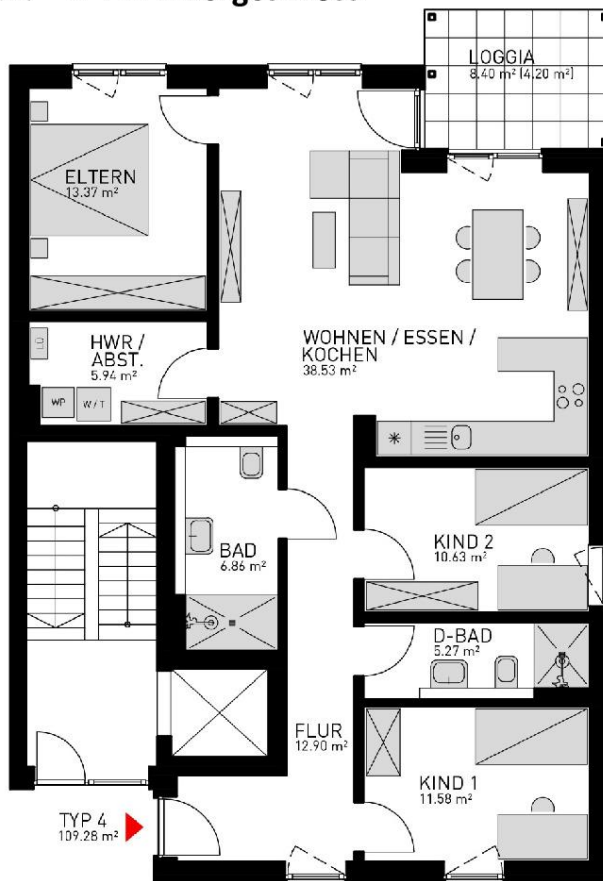 LOGGIA
8.40 m² (4.20 m²)
ELTERN
13.37 m²
HWR /
ABST.
5.94 m²
WP
W / T
WOHNEN / ESSEN /
KOCHEN
38.53 m²
BAD
6.86 m²
KIND 2
10.63 m²
D-BAD
5.27 m²
FLUR
12.90 m²
KIND 1
11.58 m²
TYP 4
109.28 m²